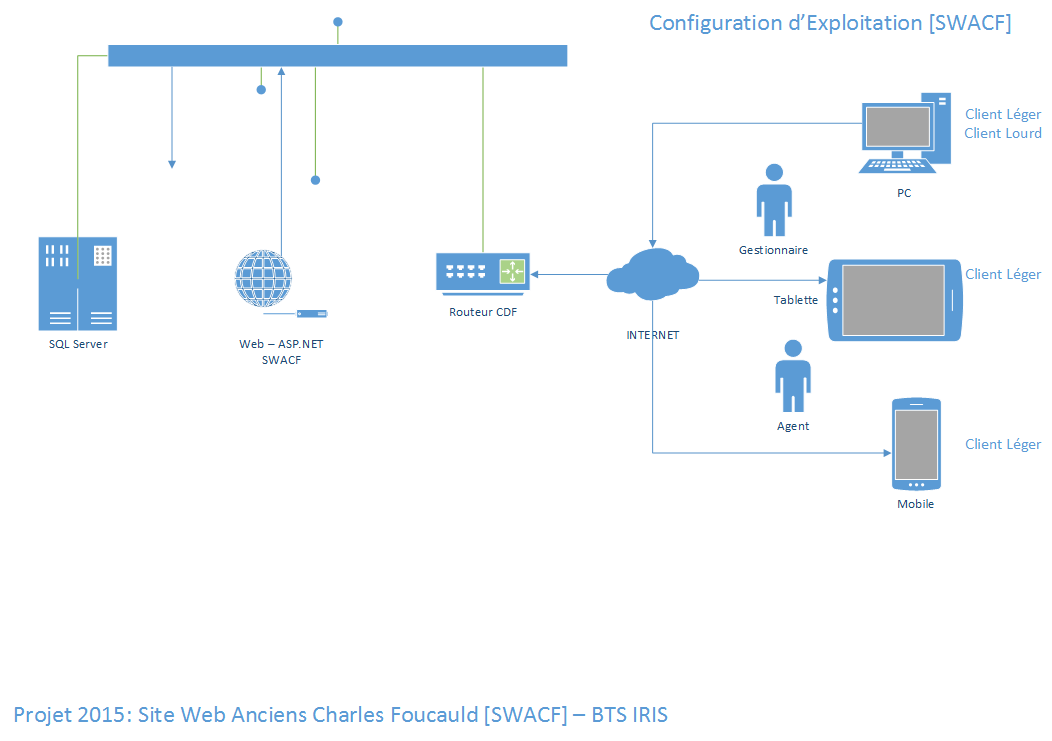 Configuration d’Exploitation [SWACF]
Client Léger
Client Lourd
PC
Gestionnaire
Client Léger
Tablette
SQL Server
Web – ASP.NET
SWACF
Routeur CDF
INTERNET
Agent
Client Léger
Mobile
Projet 2015: Site Web Anciens Charles Foucauld [SWACF] – BTS IRIS